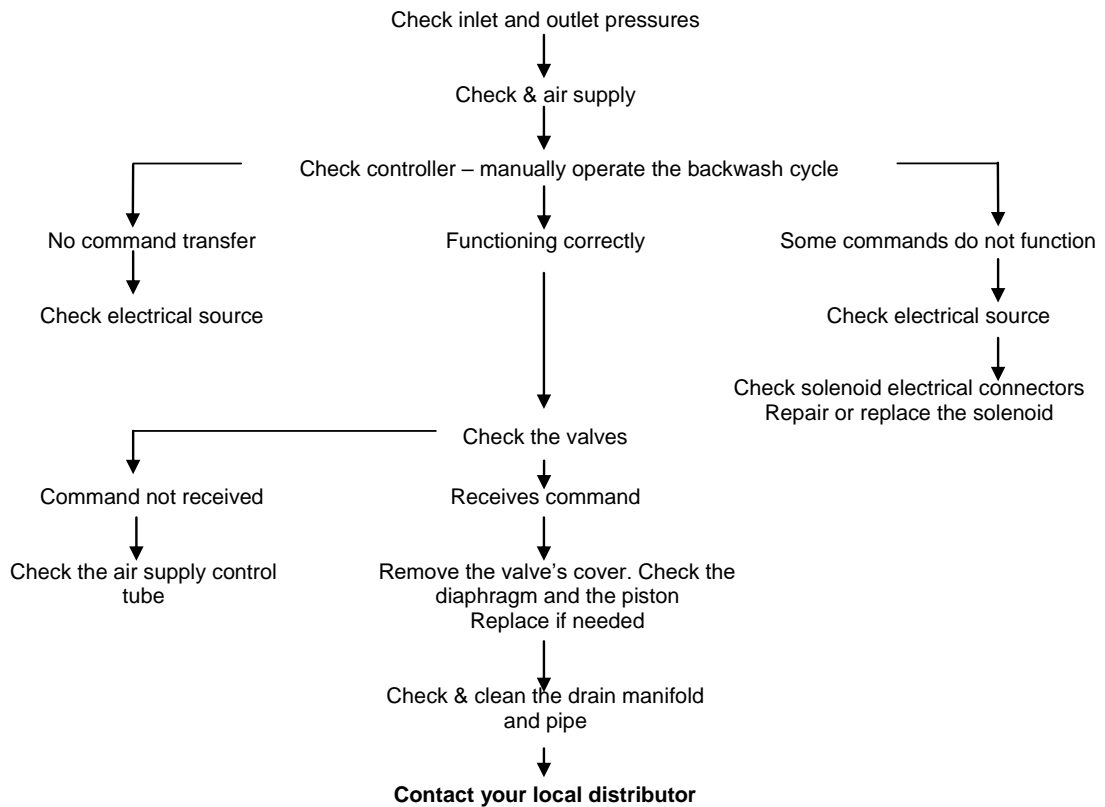 Check inlet and outlet pressures
Check & air supply
Check controller – manually operate the backwash cycle
No command transfer
Functioning correctly
Some commands do not function
Check electrical source
Check electrical source
Check solenoid electrical connectors
Repair or replace the solenoid
Check the valves
Command not received
Receives command
Check the air supply control
tube
Remove the valve’s cover. Check the
diaphragm and the piston
Replace if needed
Check & clean the drain manifold
and pipe
Contact your local distributor